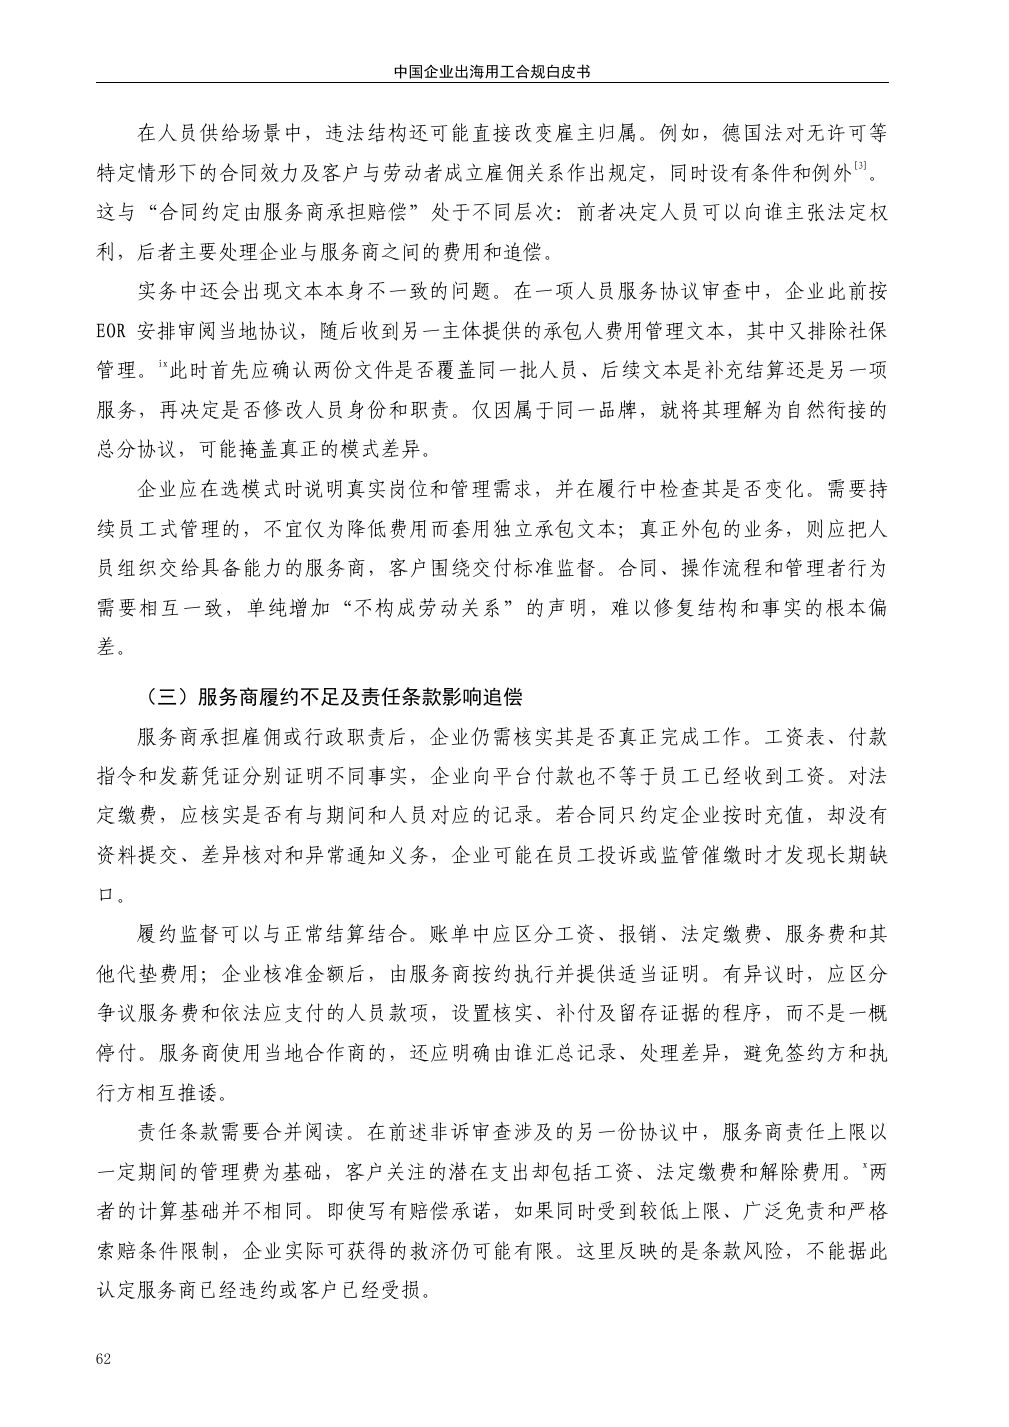 中国企业出海用工合规白皮书
在人员供给场景中，违法结构还可能直接改变雇主归属。例如，德国法对无许可等
特定情形下的合同效力及客户与劳动者成立雇佣关系作出规定，同时设有条件和例外[3]。
这与“合同约定由服务商承担赔偿”处于不同层次：前者决定人员可以向谁主张法定权
利，后者主要处理企业与服务商之间的费用和追偿。
实务中还会出现文本本身不一致的问题。在一项人员服务协议审查中，企业此前按
EOR 安排审阅当地协议，随后收到另一主体提供的承包人费用管理文本，其中又排除社保
管理。ix此时首先应确认两份文件是否覆盖同一批人员、后续文本是补充结算还是另一项
服务，再决定是否修改人员身份和职责。仅因属于同一品牌，就将其理解为自然衔接的
总分协议，可能掩盖真正的模式差异。
企业应在选模式时说明真实岗位和管理需求，并在履行中检查其是否变化。需要持
续员工式管理的，不宜仅为降低费用而套用独立承包文本；真正外包的业务，则应把人
员组织交给具备能力的服务商，客户围绕交付标准监督。合同、操作流程和管理者行为
需要相互一致，单纯增加“不构成劳动关系”的声明，难以修复结构和事实的根本偏
差。
（三）服务商履约不足及责任条款影响追偿
服务商承担雇佣或行政职责后，企业仍需核实其是否真正完成工作。工资表、付款
指令和发薪凭证分别证明不同事实，企业向平台付款也不等于员工已经收到工资。对法
定缴费，应核实是否有与期间和人员对应的记录。若合同只约定企业按时充值，却没有
资料提交、差异核对和异常通知义务，企业可能在员工投诉或监管催缴时才发现长期缺
口。
履约监督可以与正常结算结合。账单中应区分工资、报销、法定缴费、服务费和其
他代垫费用；企业核准金额后，由服务商按约执行并提供适当证明。有异议时，应区分
争议服务费和依法应支付的人员款项，设置核实、补付及留存证据的程序，而不是一概
停付。服务商使用当地合作商的，还应明确由谁汇总记录、处理差异，避免签约方和执
行方相互推诿。
责任条款需要合并阅读。在前述非诉审查涉及的另一份协议中，服务商责任上限以
一定期间的管理费为基础，客户关注的潜在支出却包括工资、法定缴费和解除费用。x两
者的计算基础并不相同。即使写有赔偿承诺，如果同时受到较低上限、广泛免责和严格
索赔条件限制，企业实际可获得的救济仍可能有限。这里反映的是条款风险，不能据此
认定服务商已经违约或客户已经受损。
62